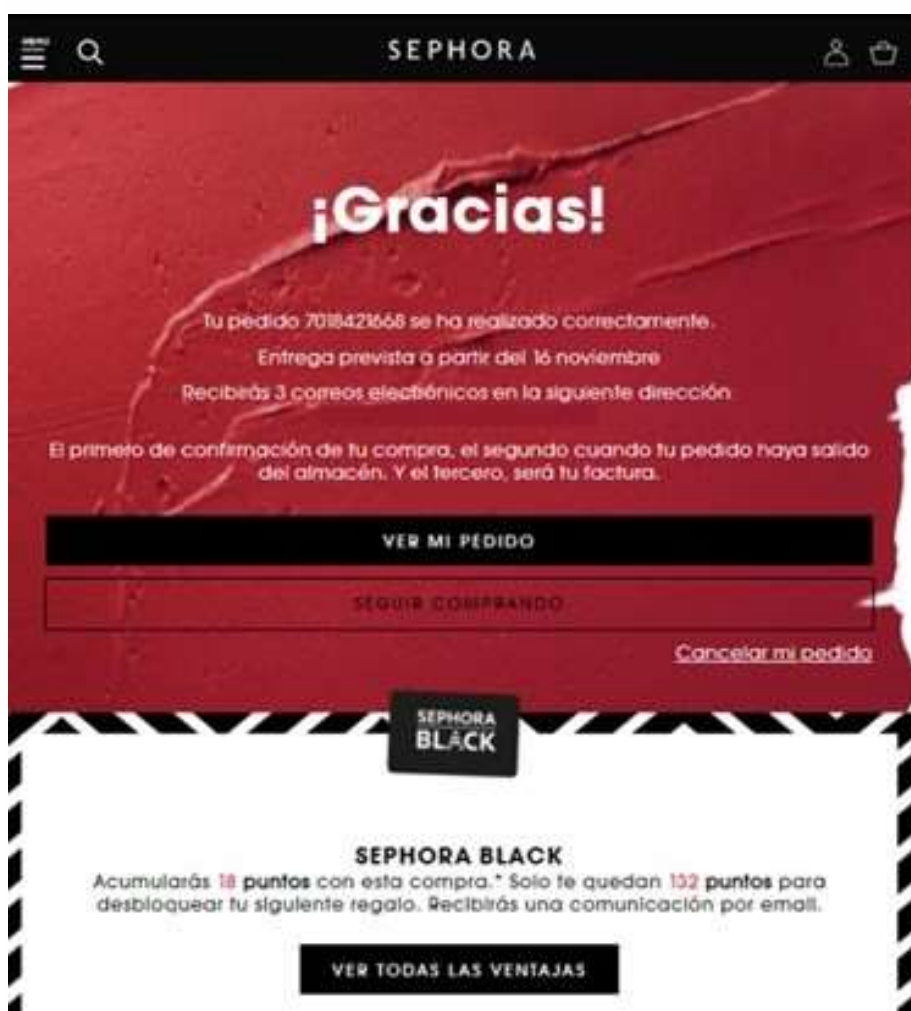 MENU
SEPHORA
¡Gracias!
Tu pedido 7018421668 se ha realizado correctamente.
Entrega prevista a partir del 16 noviembre
Recibirás 3 correos electrónicos en la siguiente dirección
El primero de confirmación de tu compra, el segundo cuando tu pedido haya salido
del almacén. Y el tercero, será tu factura.
VER MI PEDIDO
SEGUIR COMPRANDO
Cancelar mi pedido
SEPHORA
BLACK
SEPHORA BLACK
Acumularás 18 puntos con esta compra.* Solo te quedan 132 puntos para
desbloquear tu siguiente regalo. Recibirás una comunicación por email.
VER TODAS LAS VENTAJAS